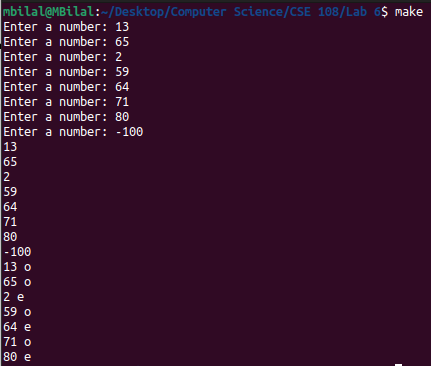 mbilal@MBilal:~/Desktop/Computer Science/CSE 108/Lab 6$ make
Enter a number: 13
Enter a number: 65
Enter a number: 2
Enter a number: 59
Enter a number: 64
Enter a number: 71
Enter a number: 80
Enter a number: -100
13
65
2
59
64
71
80
-100
13 o
65 o
2 e
59 o
64 e
71 o
80 e